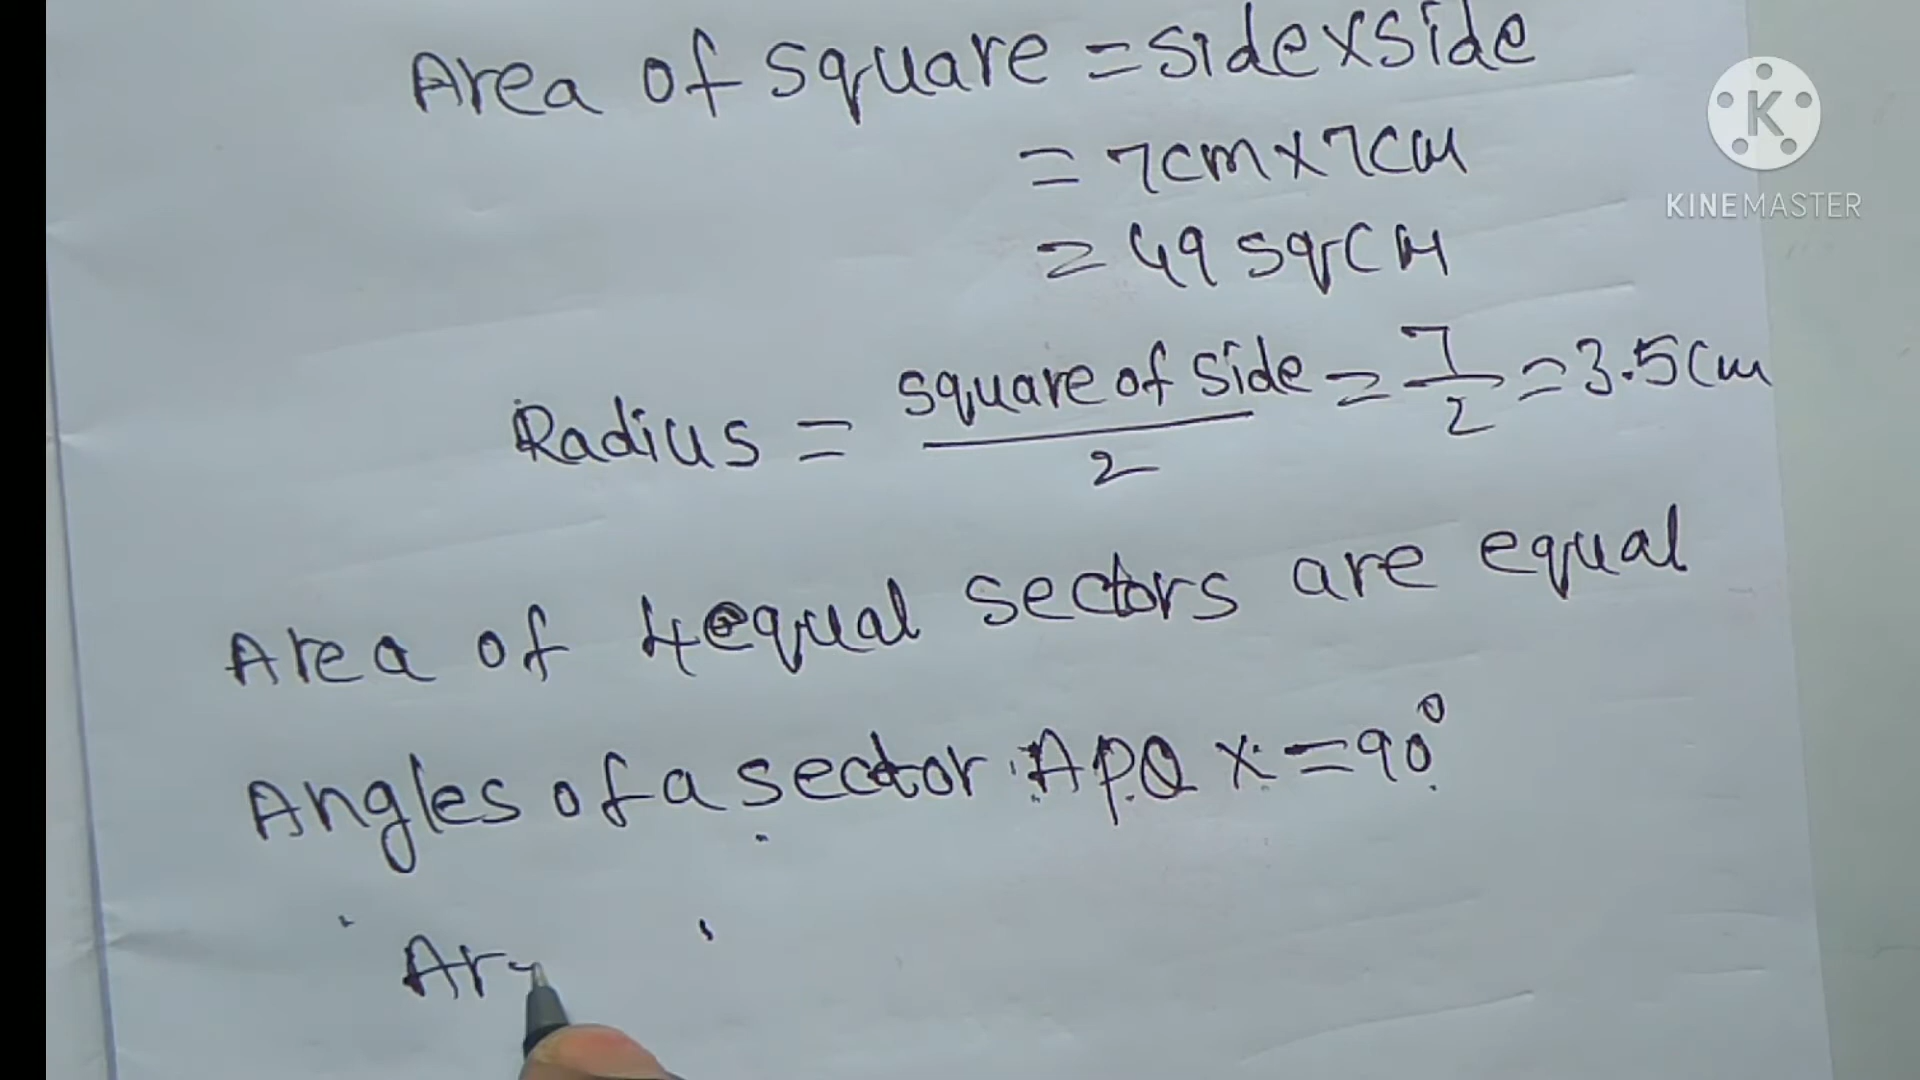 Area of square = side x side
= 7cm x 7cm
= 49 sq cm
Radius = square of side / 2 = 7/2 = 3.5cm
Area of 4 equal sectors are equal
Angles of a sector APQ x = 90°
Ar
K
KINEMASTER